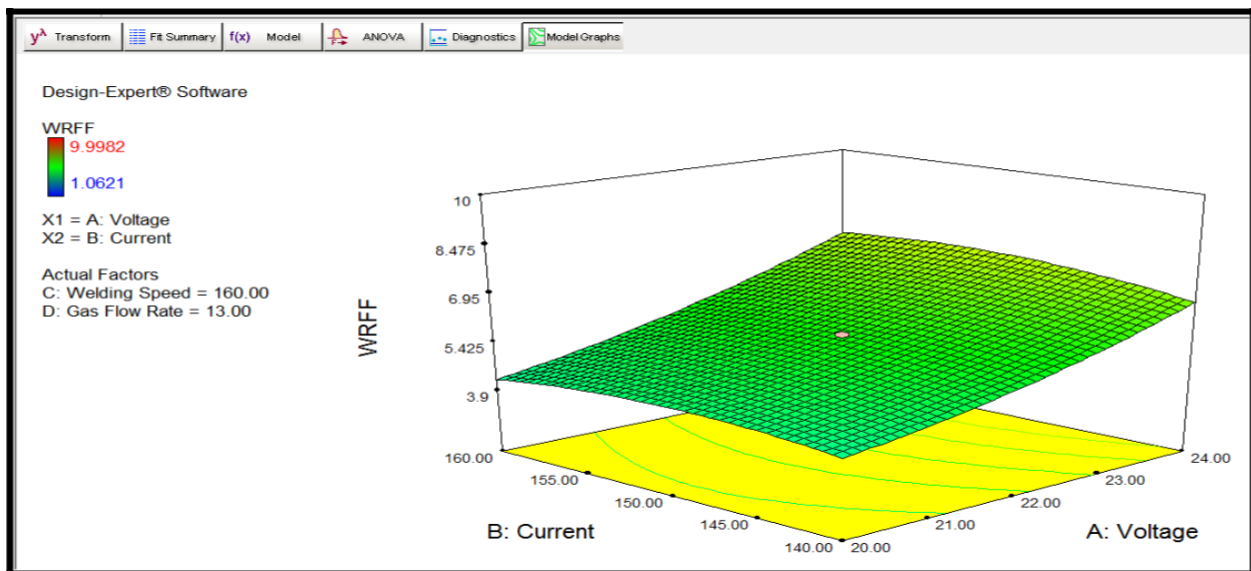 yλ Transform Fit Summary f(x) Model ANOVA Diagnostics Model Graphs
Design-Expert® Software
WRFF
9.9982
1.0621
X1 = A: Voltage
X2 = B: Current
Actual Factors
C: Welding Speed = 160.00
D: Gas Flow Rate = 13.00
10
8.475
6.95
5.425
3.9
WRFF
160.00
155.00
150.00
145.00
140.00
B: Current
20.00
21.00
22.00
23.00
24.00
A: Voltage